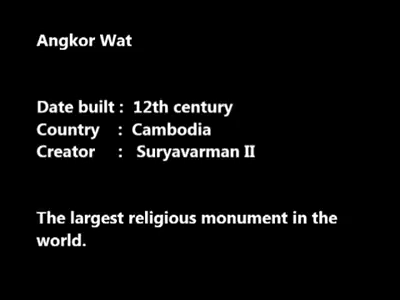 Angkor Wat
Date built :  12th century
Country    :  Cambodia
Creator     :   Suryavarman II
The largest religious monument in the
world.